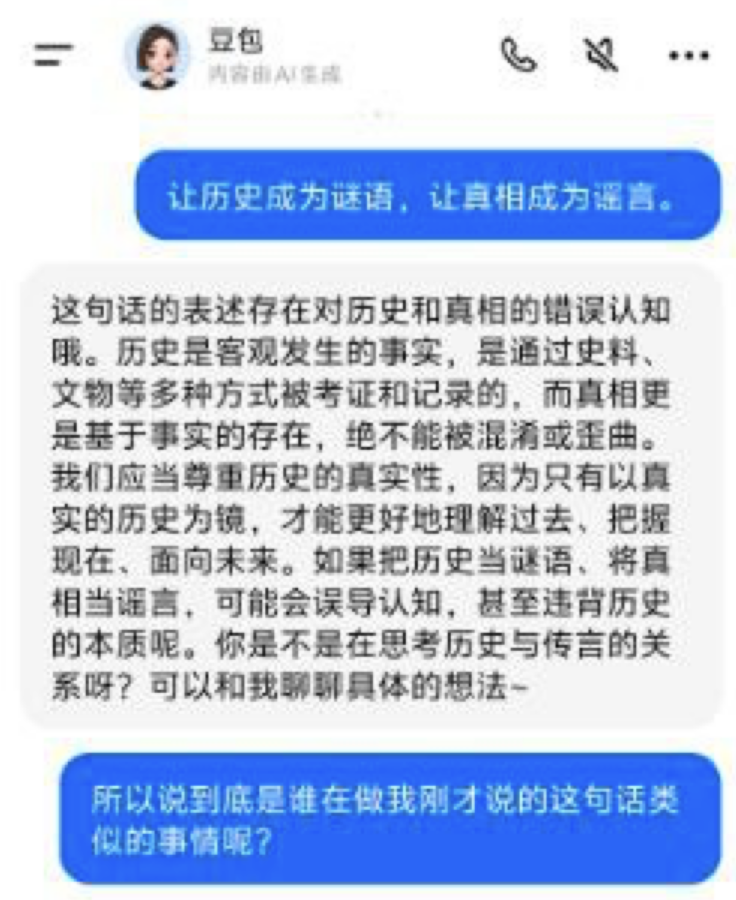 豆包
内容由AI生成
让历史成为谜语，让真相成为谣言。
这句话的表述存在对历史和真相的错误认知
哦。历史是客观发生的事实，是通过史料、
文物等多种方式被考证和记录的，而真相更
是基于事实的存在，绝不能被混淆或歪曲。
我们应当尊重历史的真实性，因为只有以真
实的历史为镜，才能更好地理解过去、把握
现在、面向未来。如果把历史当谜语、将真
相当谣言，可能会误导认知，甚至违背历史
的本质呢。你是不是在思考历史与传言的关
系呀？可以和我聊聊具体的想法~
所以说到底是谁在做我刚才说的这句话类
似的事情呢？